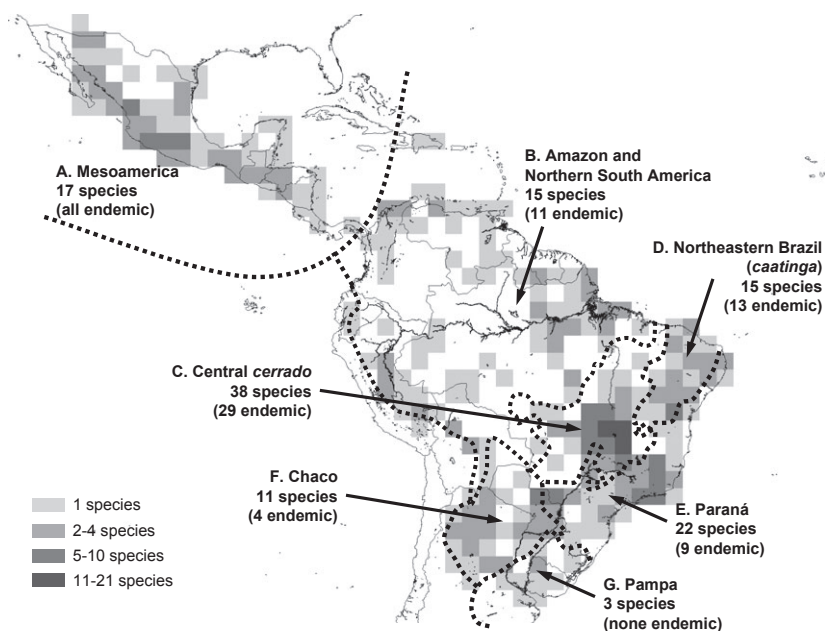 A. Mesoamerica
17 species
(all endemic)
B. Amazon and
Northern South America
15 species
(11 endemic)
D. Northeastern Brazil
(caatinga)
15 species
(13 endemic)
C. Central cerrado
38 species
(29 endemic)
F. Chaco
11 species
(4 endemic)
E. Paraná
22 species
(9 endemic)
G. Pampa
3 species
(none endemic)
1 species
2-4 species
5-10 species
11-21 species